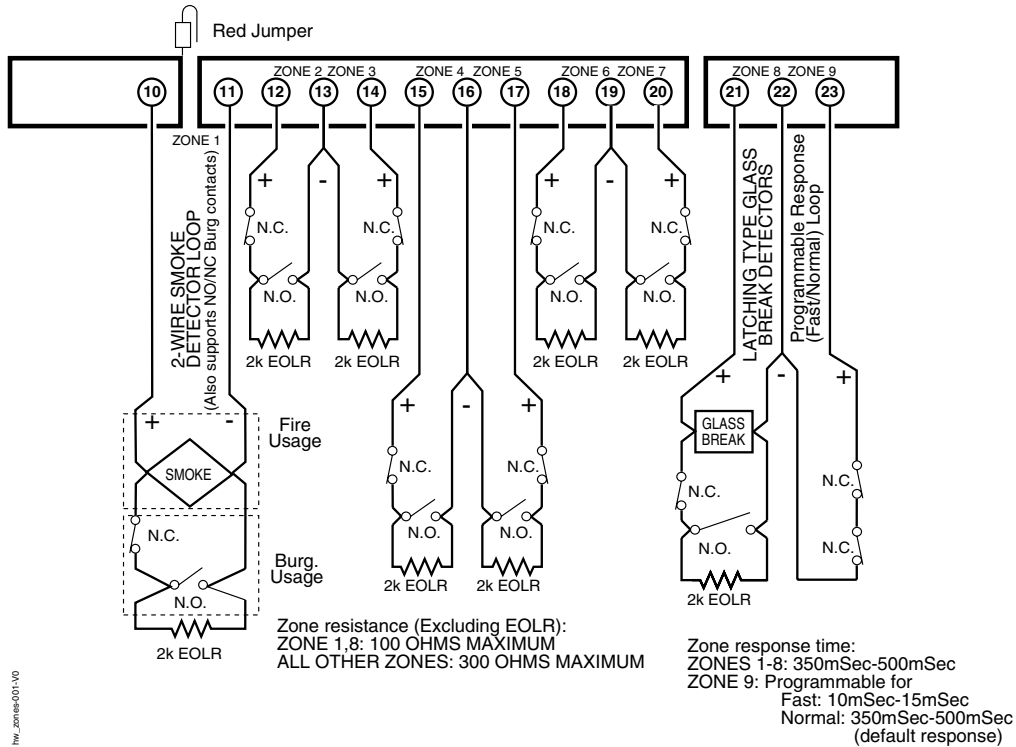 Red Jumper
ZONE 2 ZONE 3 ZONE 4 ZONE 5 ZONE 6 ZONE 7 ZONE 8 ZONE 9
10 11 12 13 14 15 16 17 18 19 20 21 22 23
ZONE 1
2-WIRE SMOKE
DETECTOR LOOP
(Also supports NO/NC Burg contacts)
+ - +
N.C. N.C.
N.O. N.O.
2k EOLR 2k EOLR
+ - +
N.C. N.C.
N.O. N.O.
2k EOLR 2k EOLR
LATCHING TYPE GLASS
BREAK DETECTORS
Programmable Response
(Fast/Normal) Loop
+ -
Fire
Usage
SMOKE
N.C.
Burg.
Usage
N.O.
2k EOLR
+ - +
N.C. N.C.
N.O. N.O.
2k EOLR 2k EOLR
+ - +
GLASS
BREAK
N.C. N.C.
N.O. N.C.
2k EOLR
Zone resistance (Excluding EOLR):
ZONE 1,8: 100 OHMS MAXIMUM
ALL OTHER ZONES: 300 OHMS MAXIMUM
Zone response time:
ZONES 1-8: 350mSec-500mSec
ZONE 9: Programmable for
Fast: 10mSec-15mSec
Normal: 350mSec-500mSec
(default response)
hw_zones-001-V0